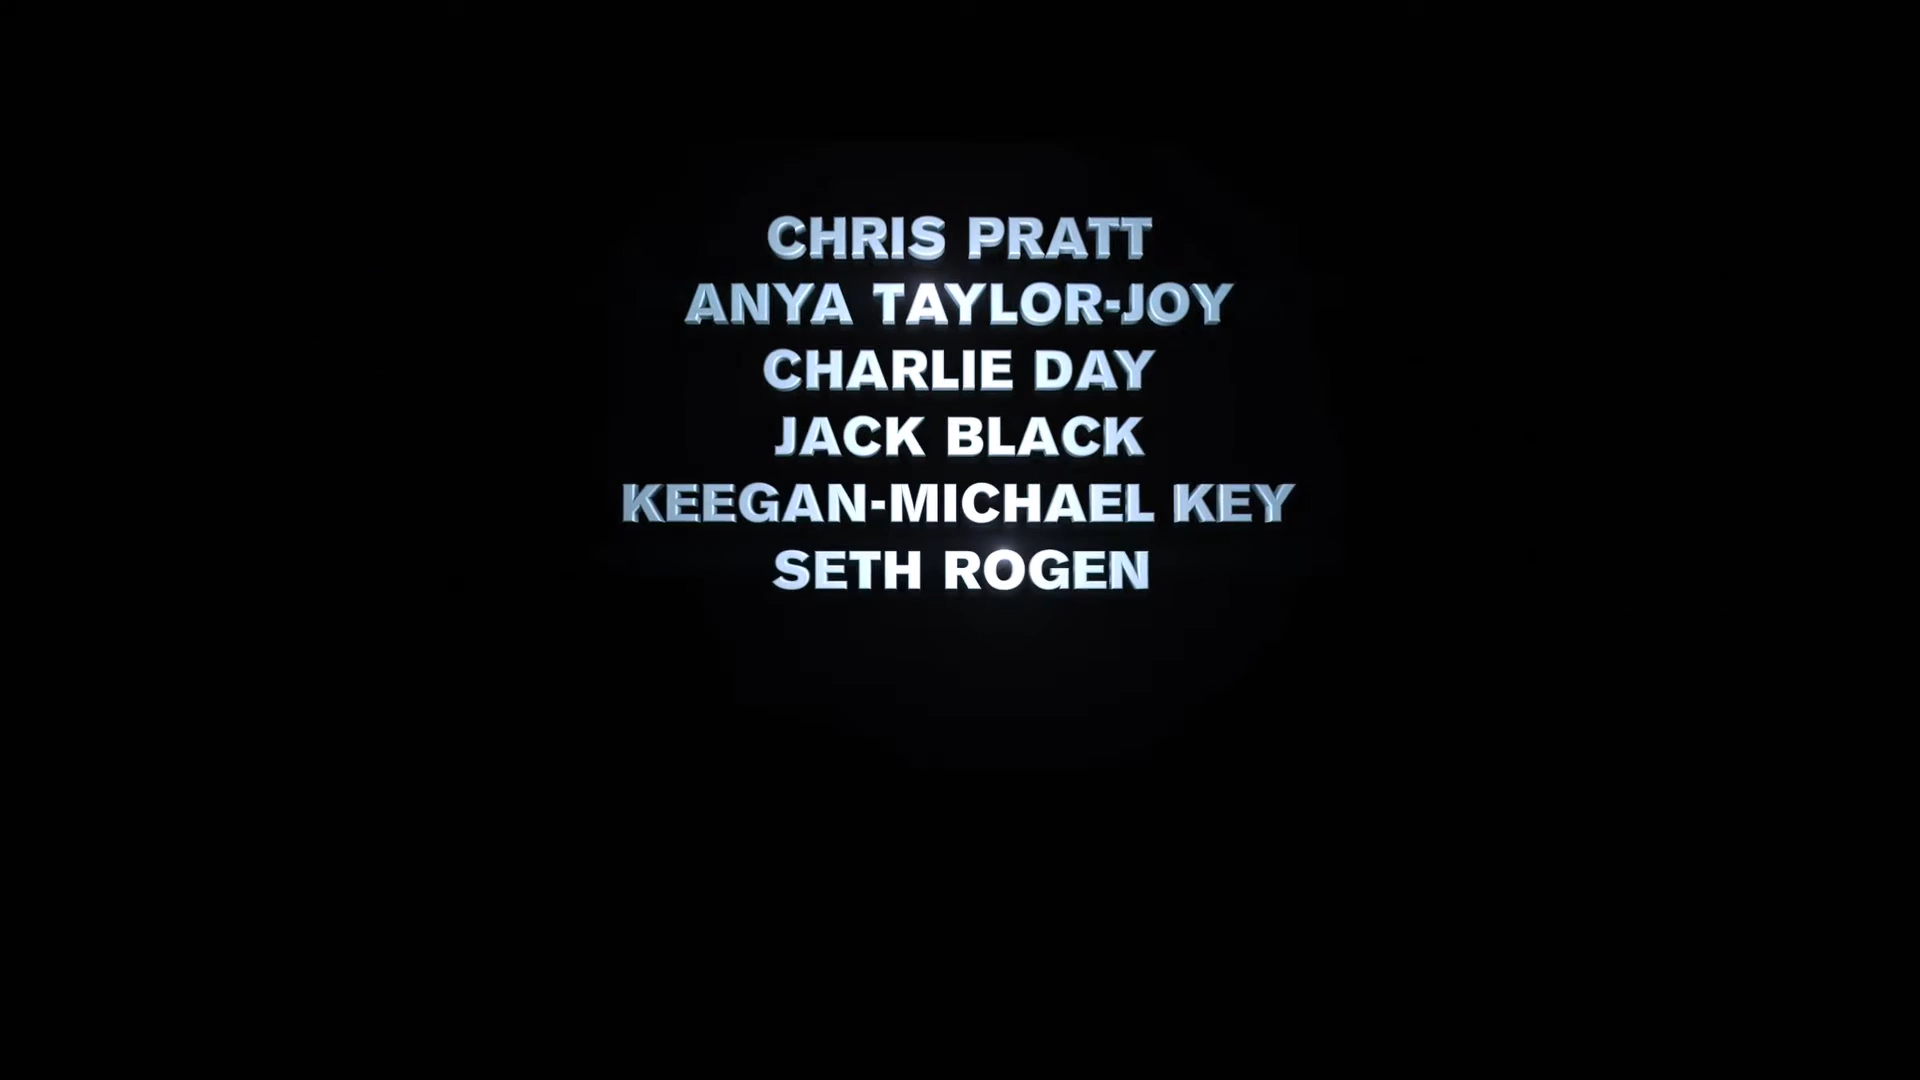 CHRIS PRATT
ANYA TAYLOR-JOY
CHARLIE DAY
JACK BLACK
KEEGAN-MICHAEL KEY
SETH ROGEN